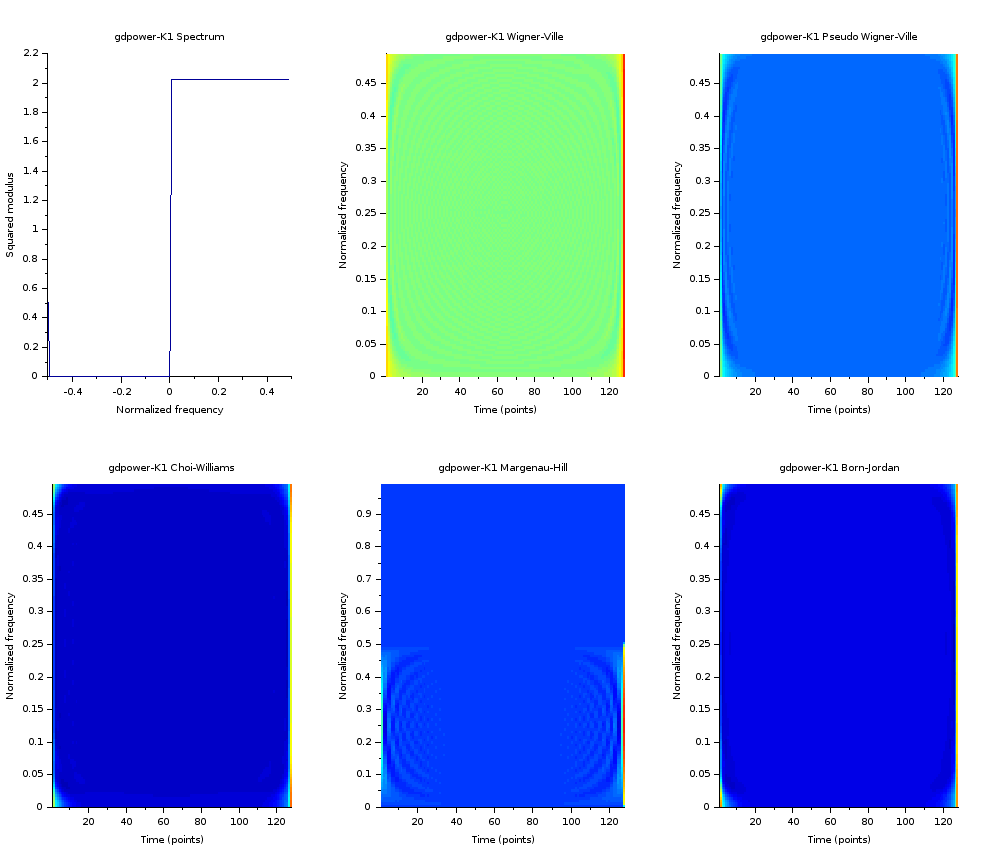 gdpower-K1 Spectrum
2.2
2
1.8
1.6
1.4
1.2
1
0.8
0.6
0.4
0.2
0
Squared modulus
-0.4 -0.2 0 0.2 0.4
Normalized frequency
gdpower-K1 Wigner-Ville
0.45
0.4
0.35
0.3
0.25
0.2
0.15
0.1
0.05
0
Normalized frequency
20 40 60 80 100 120
Time (points)
gdpower-K1 Pseudo Wigner-Ville
0.45
0.4
0.35
0.3
0.25
0.2
0.15
0.1
0.05
0
Normalized frequency
20 40 60 80 100 120
Time (points)
gdpower-K1 Choi-Williams
0.45
0.4
0.35
0.3
0.25
0.2
0.15
0.1
0.05
0
Normalized frequency
20 40 60 80 100 120
Time (points)
gdpower-K1 Margenau-Hill
0.9
0.8
0.7
0.6
0.5
0.4
0.3
0.2
0.1
0
Normalized frequency
20 40 60 80 100 120
Time (points)
gdpower-K1 Born-Jordan
0.45
0.4
0.35
0.3
0.25
0.2
0.15
0.1
0.05
0
Normalized frequency
20 40 60 80 100 120
Time (points)